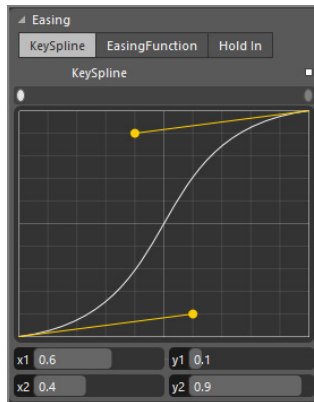 Easing
KeySpline EasingFunction Hold In
KeySpline
x1 0.6 y1 0.1
x2 0.4 y2 0.9